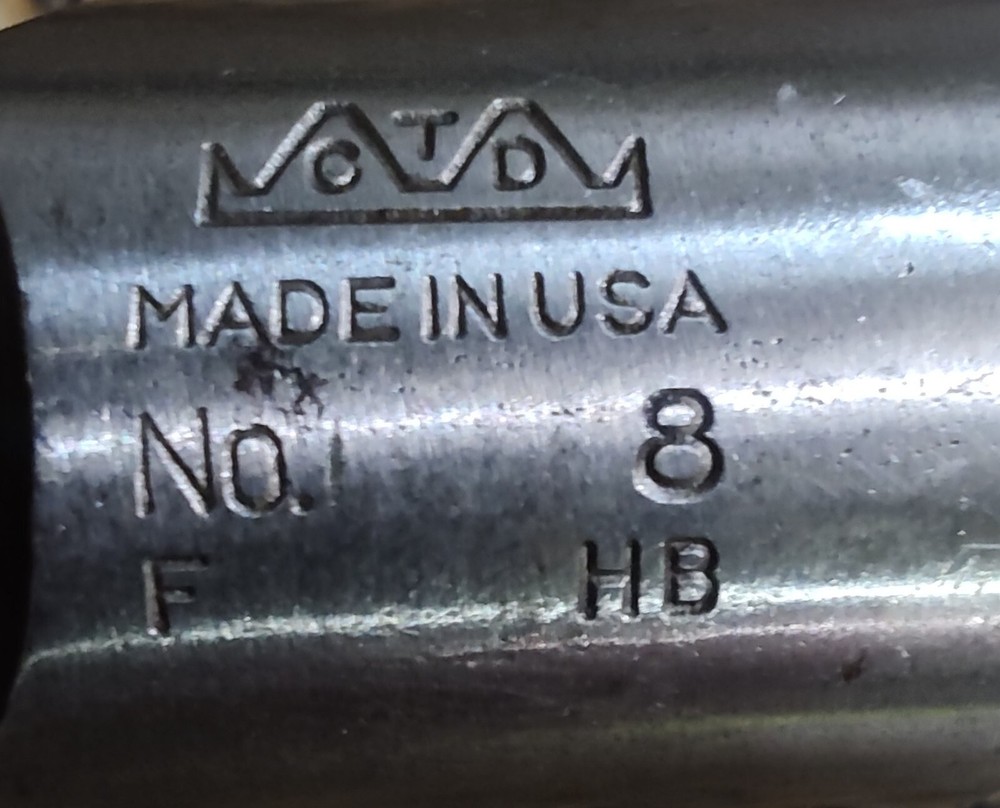 CTD
MADE IN USA
No. 8
F HB